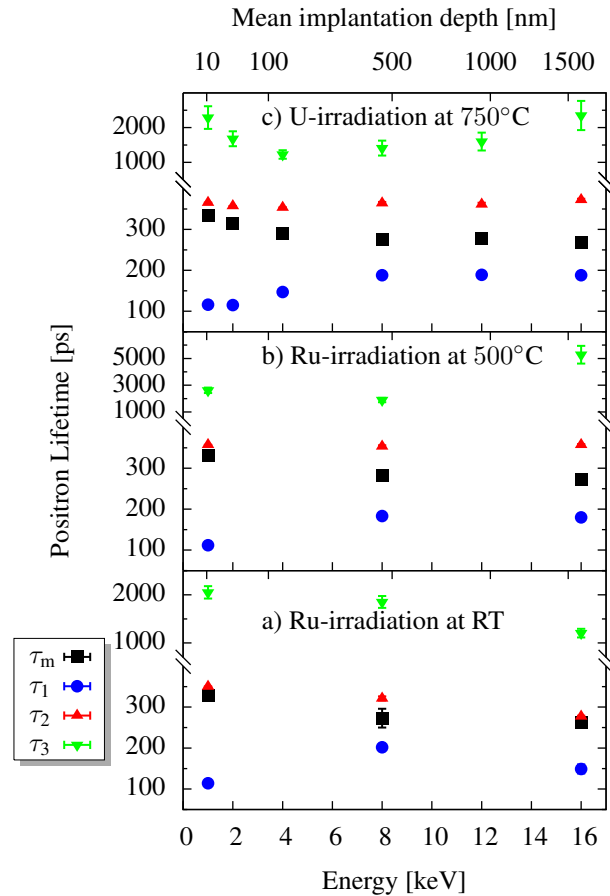 Mean implantation depth [nm]
10 100 500 1000 1500
c) U-irradiation at 750°C
2000
1000
300
200
100
b) Ru-irradiation at 500°C
5000
3000
1000
300
200
100
a) Ru-irradiation at RT
2000
1000
300
200
100
Positron Lifetime [ps]
τm
τ1
τ2
τ3
0 2 4 6 8 10 12 14 16
Energy [keV]